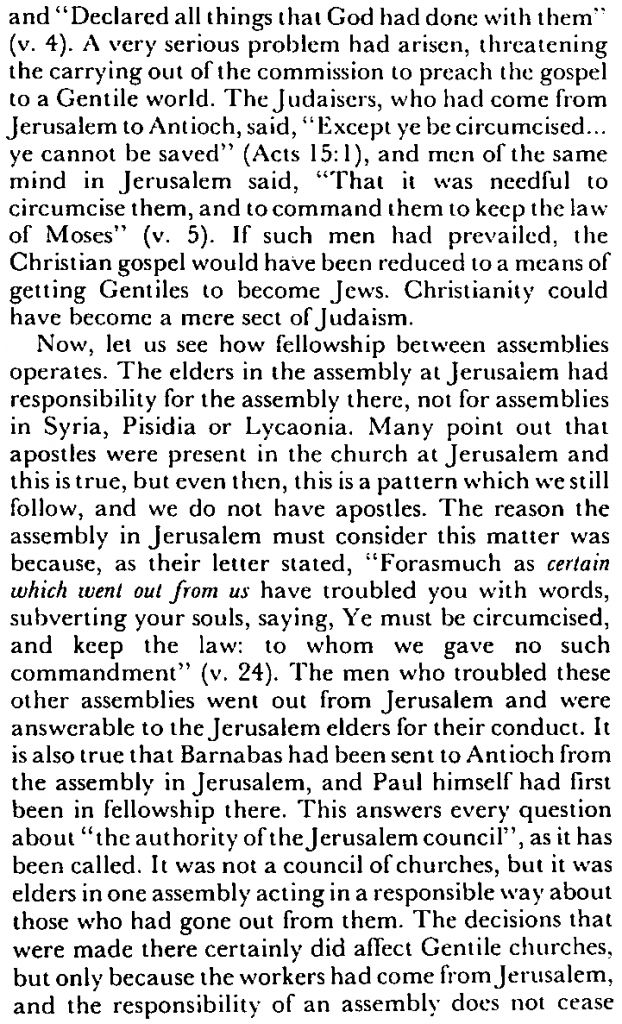 and “Declared all things that God had done with them”
(v. 4). A very serious problem had arisen, threatening
the carrying out of the commission to preach the gospel
to a Gentile world. The Judaisers, who had come from
Jerusalem to Antioch, said, “Except ye be circumcised...
ye cannot be saved” (Acts 15:1), and men of the same
mind in Jerusalem said, “That it was needful to
circumcise them, and to command them to keep the law
of Moses” (v. 5). If such men had prevailed, the
Christian gospel would have been reduced to a means of
getting Gentiles to become Jews. Christianity could
have become a mere sect of Judaism.
Now, let us see how fellowship between assemblies
operates. The elders in the assembly at Jerusalem had
responsibility for the assembly there, not for assemblies
in Syria, Pisidia or Lycaonia. Many point out that
apostles were present in the church at Jerusalem and
this is true, but even then, this is a pattern which we still
follow, and we do not have apostles. The reason the
assembly in Jerusalem must consider this matter was
because, as their letter stated, “Forasmuch as certain
which went out from us have troubled you with words,
subverting your souls, saying, Ye must be circumcised,
and keep the law: to whom we gave no such
commandment” (v. 24). The men who troubled these
other assemblies went out from Jerusalem and were
answerable to the Jerusalem elders for their conduct. It
is also true that Barnabas had been sent to Antioch from
the assembly in Jerusalem, and Paul himself had first
been in fellowship there. This answers every question
about “the authority of the Jerusalem council”, as it has
been called. It was not a council of churches, but it was
elders in one assembly acting in a responsible way about
those who had gone out from them. The decisions that
were made there certainly did affect Gentile churches,
but only because the workers had come from Jerusalem,
and the responsibility of an assembly does not cease